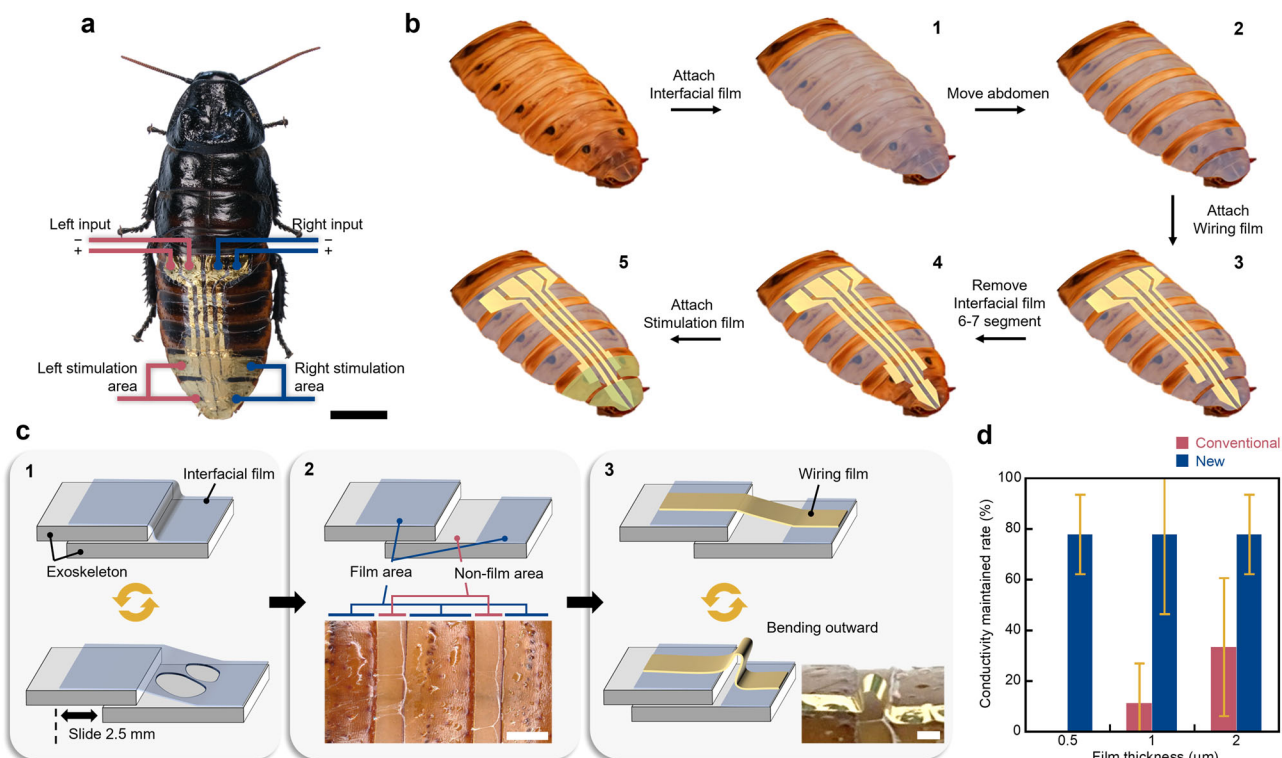 a
Left input
Right input
−
−
+
+
Left stimulation
area
Right stimulation
area
b
Attach
Interfacial film
1
Move abdomen
2
Attach
Wiring film
3
Remove
Interfacial film
6-7 segment
4
Attach
Stimulation film
5
c
1
Interfacial film
Exoskeleton
Slide 2.5 mm
2
Film area
Non-film area
3
Wiring film
Bending outward
d
Conventional
New
Conductivity maintained rate (%)
100
80
60
40
20
0
0.5
1
2
Film thickness (μm)